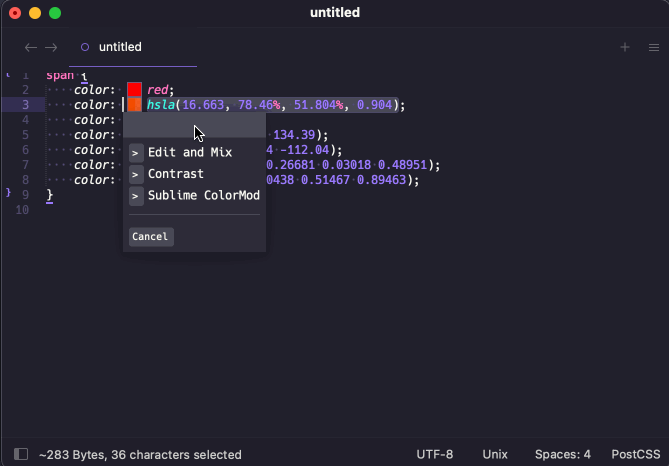 untitled
untitled
1 span {
2 ····color: red;
3 ····color: hsla(16.663, 78.46%, 51.804%, 0.904);
4 ····color:
5 ····color: 134.39);
6 ····color: 4 -112.04);
7 ····color: 0.26681 0.03018 0.48951);
8 ····color: 0438 0.51467 0.89463);
9 }
10
> Edit and Mix
> Contrast
> Sublime ColorMod
Cancel
~283 Bytes, 36 characters selected UTF-8 Unix Spaces: 4 PostCSS